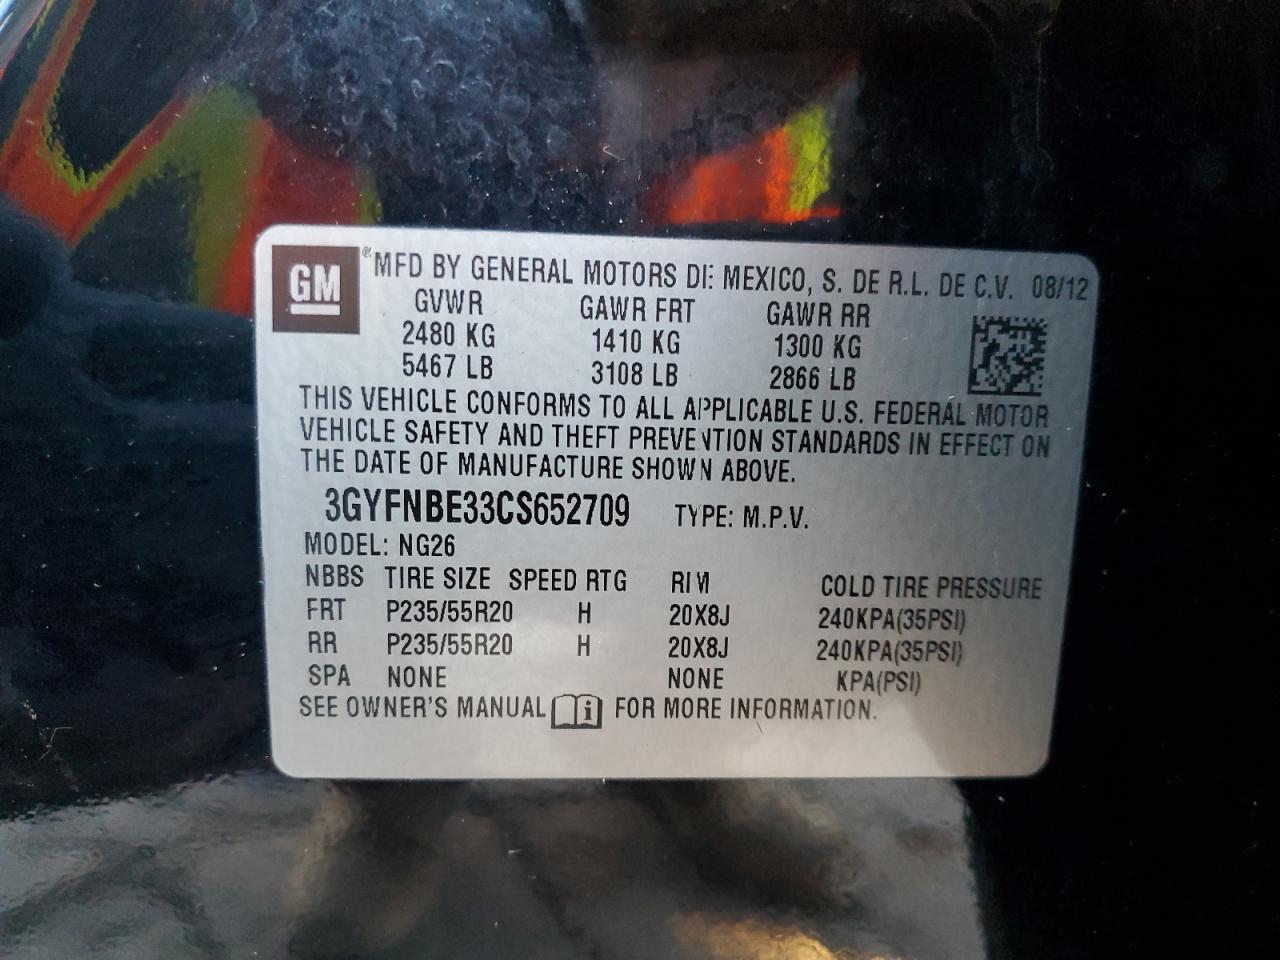 GM ® MFD BY GENERAL MOTORS DE MEXICO, S. DE R.L. DE C.V. 08/12
GVWR GAWR FRT GAWR RR
2480 KG 1410 KG 1300 KG
5467 LB 3108 LB 2866 LB
THIS VEHICLE CONFORMS TO ALL APPLICABLE U.S. FEDERAL MOTOR
VEHICLE SAFETY AND THEFT PREVENTION STANDARDS IN EFFECT ON
THE DATE OF MANUFACTURE SHOWN ABOVE.
3GYFNBE33CS652709 TYPE: M.P.V.
MODEL: NG26
NBBS TIRE SIZE SPEED RTG RIM COLD TIRE PRESSURE
FRT P235/55R20 H 20X8J 240KPA(35PSI)
RR P235/55R20 H 20X8J 240KPA(35PSI)
SPA NONE NONE KPA(PSI)
SEE OWNER'S MANUAL i FOR MORE INFORMATION.